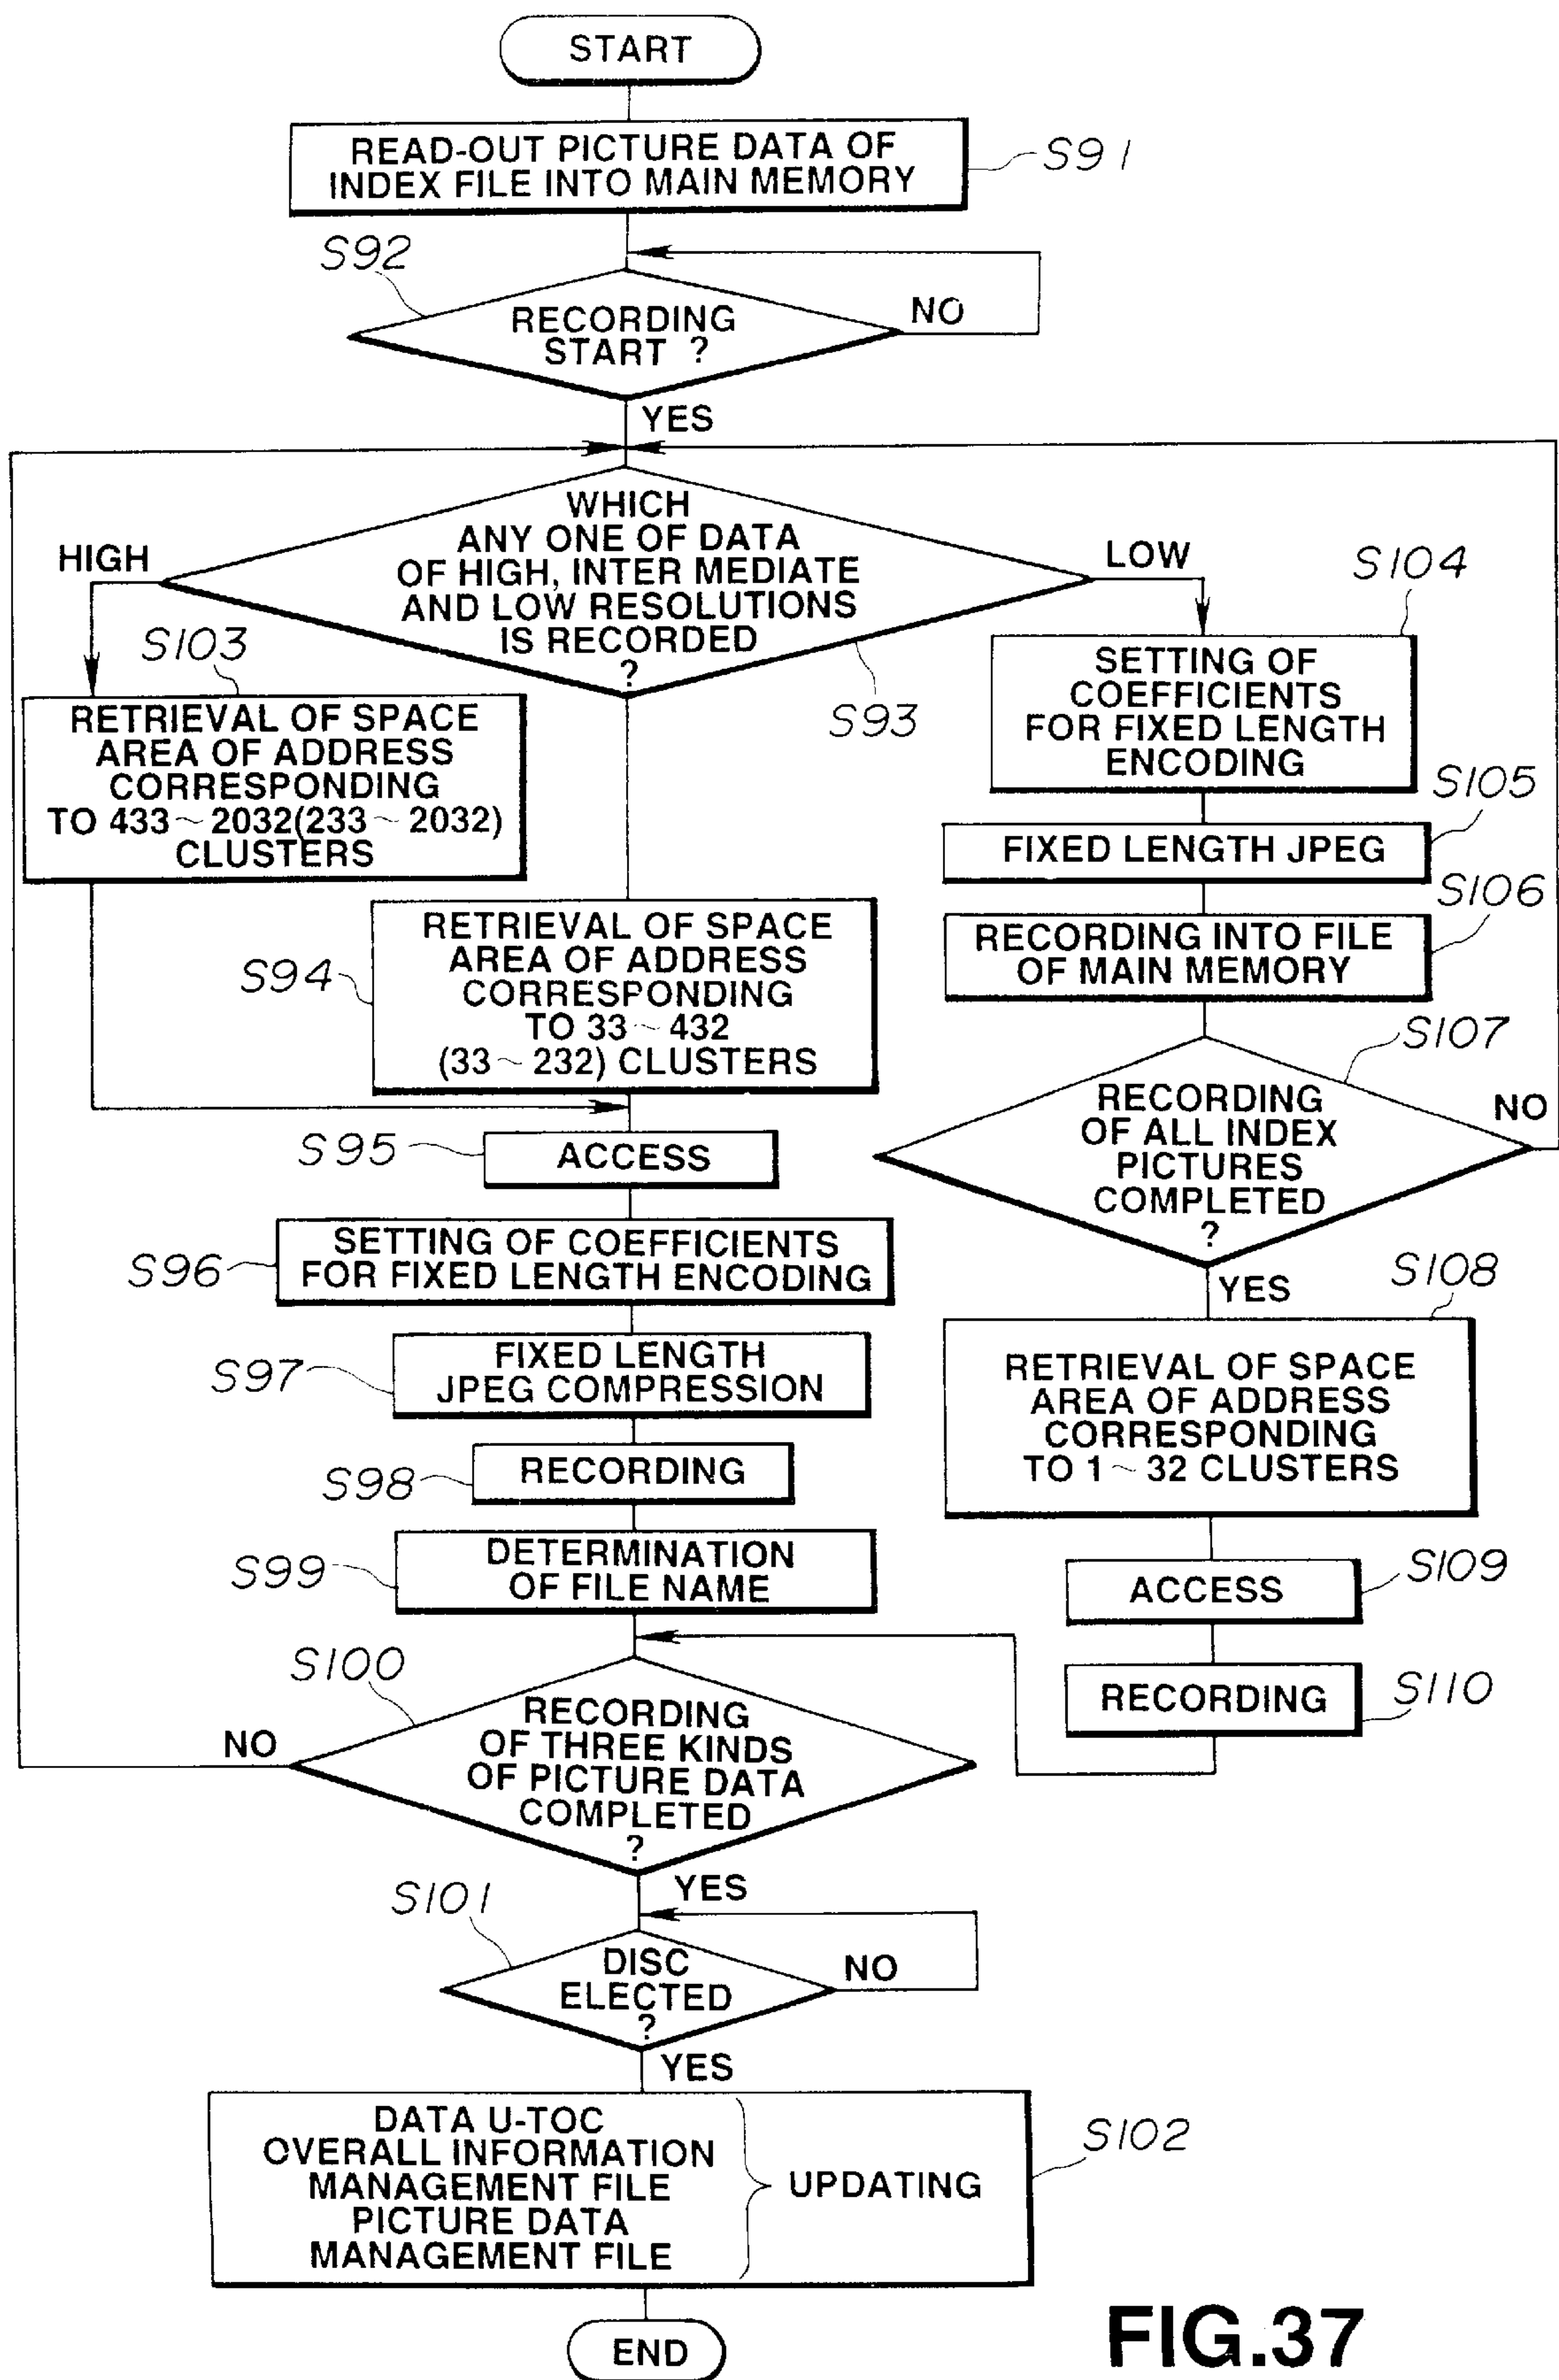 START
READ-OUT PICTURE DATA OF
INDEX FILE INTO MAIN MEMORY
S91
S92
RECORDING
START ?
NO
YES
WHICH
ANY ONE OF DATA
OF HIGH, INTER MEDIATE
AND LOW RESOLUTIONS
IS RECORDED
?
HIGH
LOW
S93
S103
RETRIEVAL OF SPACE
AREA OF ADDRESS
CORRESPONDING
TO 433~2032(233~2032)
CLUSTERS
S94
RETRIEVAL OF SPACE
AREA OF ADDRESS
CORRESPONDING
TO 33~432
(33~232) CLUSTERS
S95
ACCESS
S96
SETTING OF COEFFICIENTS
FOR FIXED LENGTH ENCODING
S97
FIXED LENGTH
JPEG COMPRESSION
S98
RECORDING
S99
DETERMINATION
OF FILE NAME
S104
SETTING OF
COEFFICIENTS
FOR FIXED LENGTH
ENCODING
S105
FIXED LENGTH JPEG
S106
RECORDING INTO FILE
OF MAIN MEMORY
S107
RECORDING
OF ALL INDEX
PICTURES
COMPLETED
?
NO
YES
S108
RETRIEVAL OF SPACE
AREA OF ADDRESS
CORRESPONDING
TO 1~32 CLUSTERS
S109
ACCESS
S110
RECORDING
S100
RECORDING
OF THREE KINDS
OF PICTURE DATA
COMPLETED
?
NO
YES
S101
DISC
ELECTED
?
NO
YES
DATA U-TOC
OVERALL INFORMATION
MANAGEMENT FILE
PICTURE DATA
MANAGEMENT FILE
UPDATING
S102
END
FIG.37